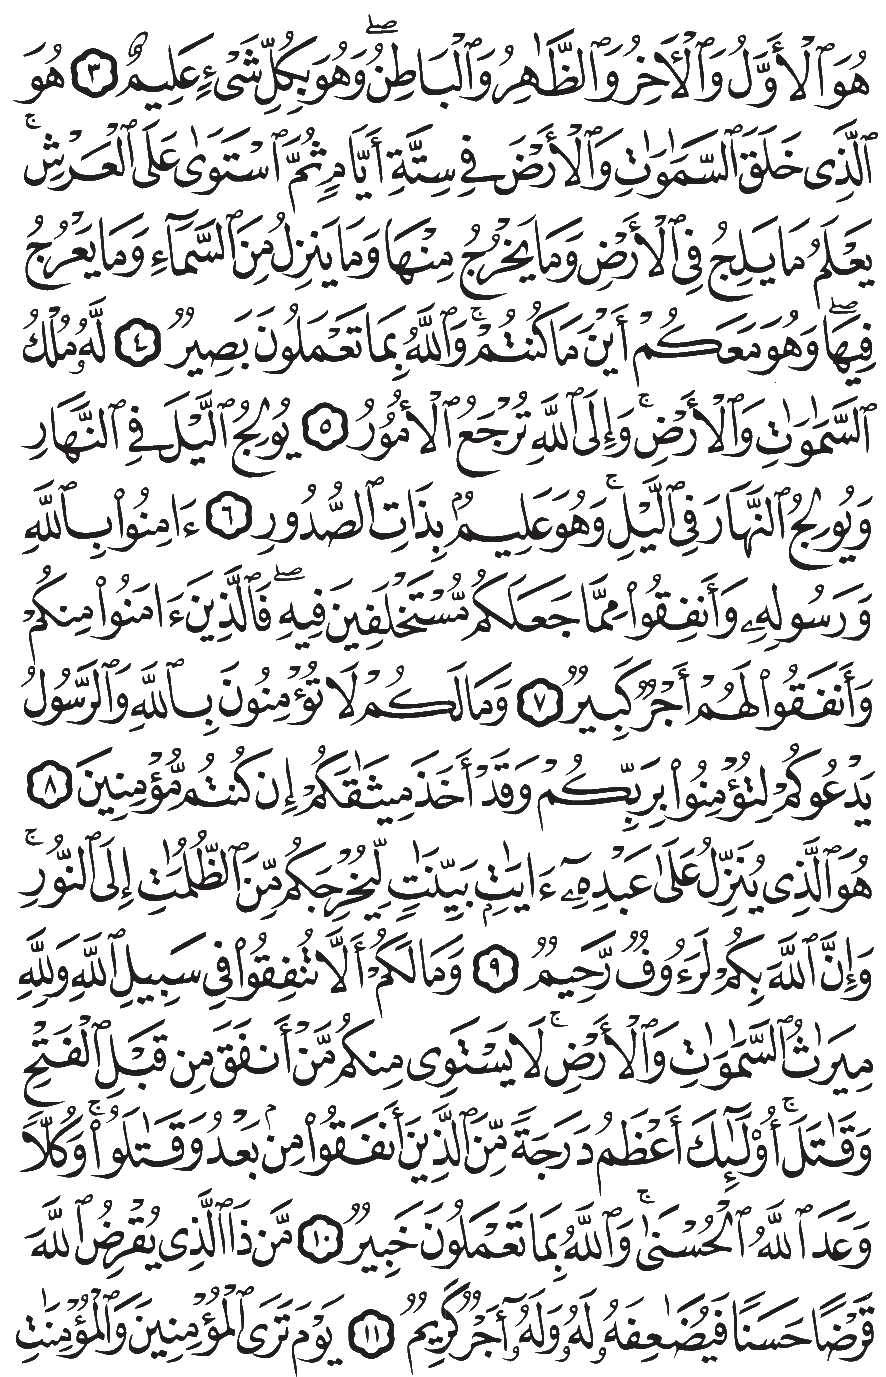 هُوَ ٱلْأَوَّلُ وَٱلْأَخِرُ وَٱلظَّٰهِرُ وَٱلْبَاطِنُ ۖ وَهُوَ بِكُلِّ شَىْءٍ عَلِيمٌ ٣ هُوَ
ٱلَّذِى خَلَقَ ٱلسَّمَٰوَٰتِ وَٱلْأَرْضَ فِى سِتَّةِ أَيَّامٍ ثُمَّ ٱسْتَوَىٰ عَلَى ٱلْعَرْشِ ۚ
يَعْلَمُ مَا يَلِجُ فِى ٱلْأَرْضِ وَمَا يَخْرُجُ مِنْهَا وَمَا يَنزِلُ مِنَ ٱلسَّمَآءِ وَمَا يَعْرُجُ
فِيهَا ۖ وَهُوَ مَعَكُمْ أَيْنَ مَا كُنتُمْ ۚ وَٱللَّهُ بِمَا تَعْمَلُونَ بَصِيرٌ ٤ لَّهُۥ مُلْكُ
ٱلسَّمَٰوَٰتِ وَٱلْأَرْضِ ۚ وَإِلَى ٱللَّهِ تُرْجَعُ ٱلْأُمُورُ ٥ يُولِجُ ٱلَّيْلَ فِى ٱلنَّهَارِ
وَيُولِجُ ٱلنَّهَارَ فِى ٱلَّيْلِ ۚ وَهُوَ عَلِيمٌۢ بِذَاتِ ٱلصُّدُورِ ٦ ءَامِنُوا۟ بِٱللَّهِ
وَرَسُولِهِۦ وَأَنفِقُوا۟ مِمَّا جَعَلَكُم مُّسْتَخْلَفِينَ فِيهِ ۖ فَٱلَّذِينَ ءَامَنُوا۟ مِنكُمْ
وَأَنفَقُوا۟ لَهُمْ أَجْرٌ كَبِيرٌ ٧ وَمَا لَكُمْ لَا تُؤْمِنُونَ بِٱللَّهِ وَٱلرَّسُولُ
يَدْعُوكُمْ لِتُؤْمِنُوا۟ بِرَبِّكُمْ وَقَدْ أَخَذَ مِيثَٰقَكُمْ إِن كُنتُم مُّؤْمِنِينَ ٨
هُوَ ٱلَّذِى يُنَزِّلُ عَلَىٰ عَبْدِهِۦٓ ءَايَٰتٍۭ بَيِّنَٰتٍ لِّيُخْرِجَكُم مِّنَ ٱلظُّلُمَٰتِ إِلَى ٱلنُّورِ ۚ
وَإِنَّ ٱللَّهَ بِكُمْ لَرَءُوفٌ رَّحِيمٌ ٩ وَمَا لَكُمْ أَلَّا تُنفِقُوا۟ فِى سَبِيلِ ٱللَّهِ وَلِلَّهِ
مِيرَٰثُ ٱلسَّمَٰوَٰتِ وَٱلْأَرْضِ ۚ لَا يَسْتَوِى مِنكُم مَّنْ أَنفَقَ مِن قَبْلِ ٱلْفَتْحِ
وَقَٰتَلَ ۚ أُو۟لَٰٓئِكَ أَعْظَمُ دَرَجَةً مِّنَ ٱلَّذِينَ أَنفَقُوا۟ مِنۢ بَعْدُ وَقَٰتَلُوا۟ ۚ وَكُلًّا
وَعَدَ ٱللَّهُ ٱلْحُسْنَىٰ ۚ وَٱللَّهُ بِمَا تَعْمَلُونَ خَبِيرٌ ١٠ مَّن ذَا ٱلَّذِى يُقْرِضُ ٱللَّهَ
قَرْضًا حَسَنًا فَيُضَٰعِفَهُۥ لَهُۥ وَلَهُۥٓ أَجْرٌ كَرِيمٌ ١١ يَوْمَ تَرَى ٱلْمُؤْمِنِينَ وَٱلْمُؤْمِنَٰتِ